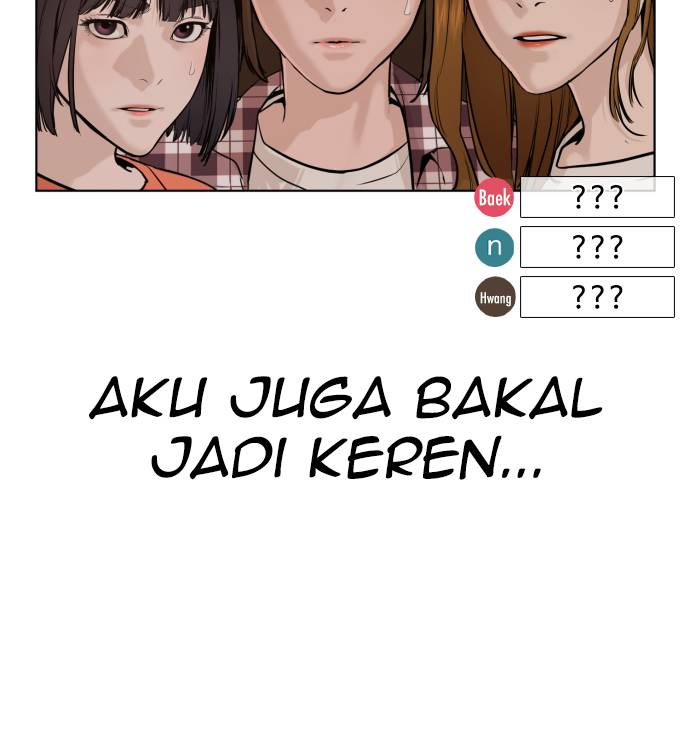 Baek ???
n ???
Hwang ???
AKU JUGA BAKAL
JADI KEREN...